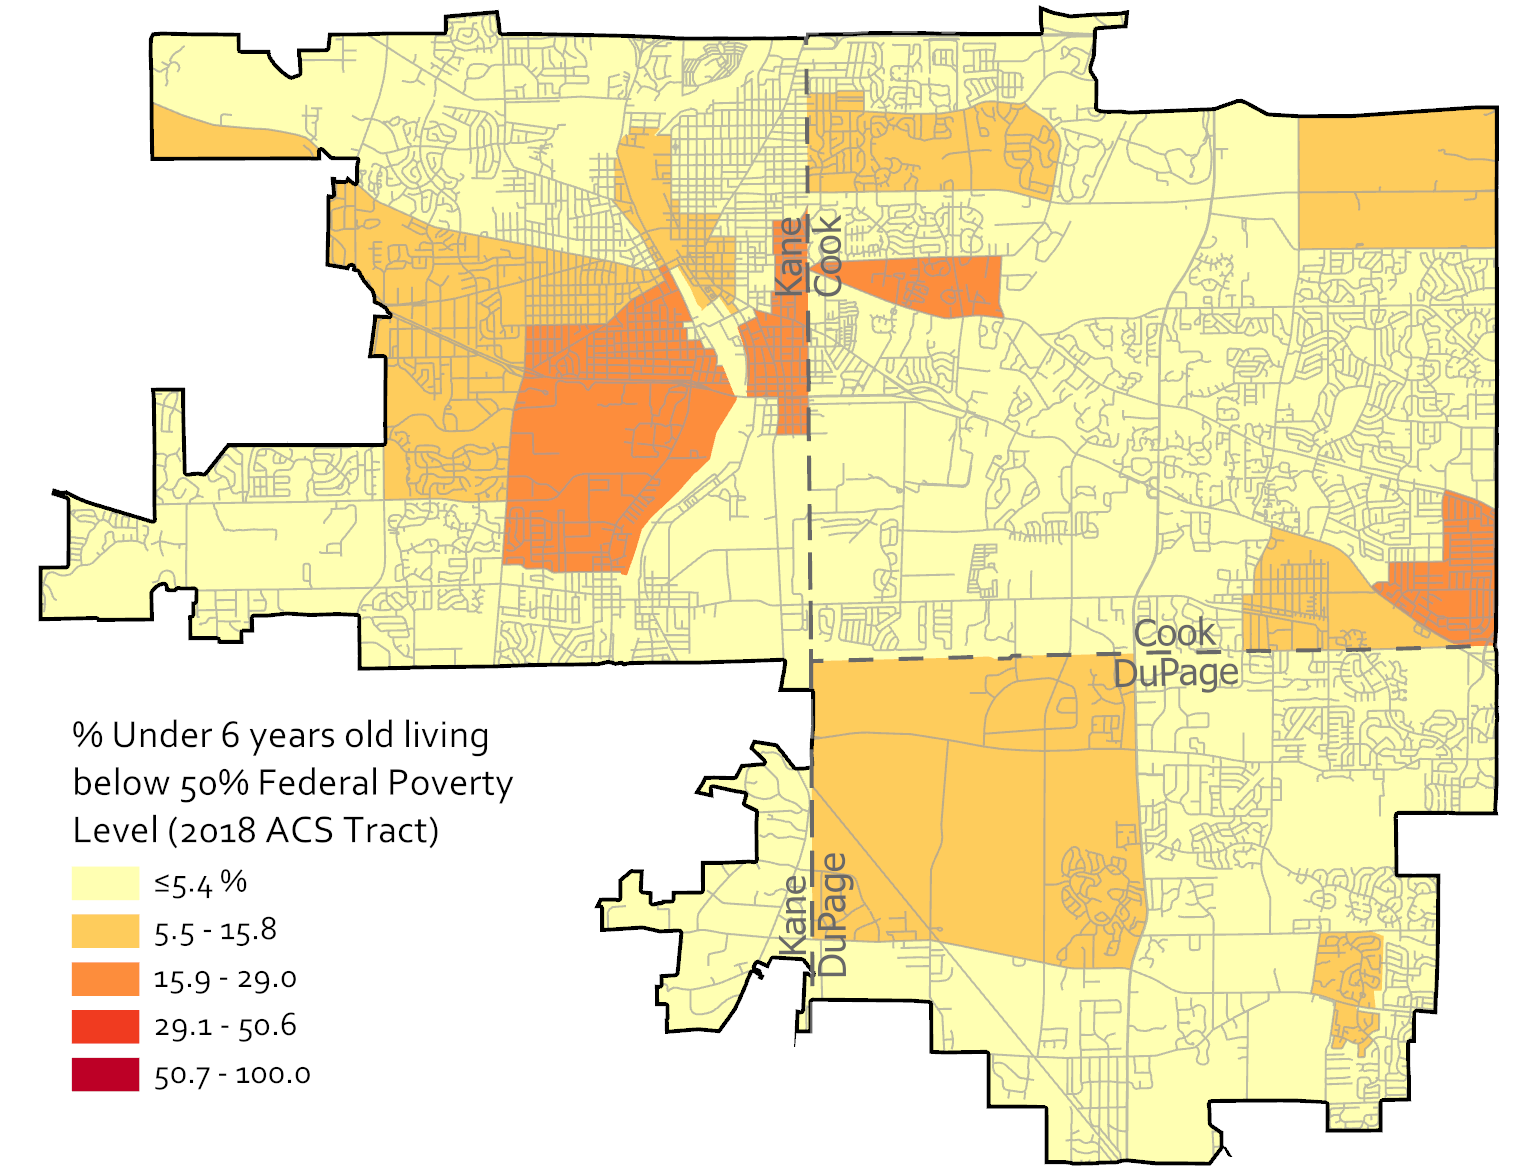 Kane
Cook
Cook
DuPage
% Under 6 years old living
below 50% Federal Poverty
Level (2018 ACS Tract)
≤5.4 %
5.5 - 15.8
15.9 - 29.0
29.1 - 50.6
50.7 - 100.0
Kane
DuPage